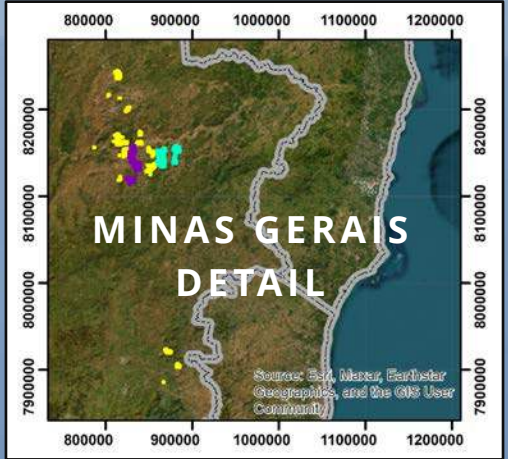 800000 900000 1000000 1100000 1200000
8200000 8200000
8100000 8100000
MINAS GERAIS
DETAIL
8000000 8000000
7900000 7900000
Source: Esri, Maxar, Earthstar
Geographics, and the GIS User
Community
800000 900000 1000000 1100000 1200000